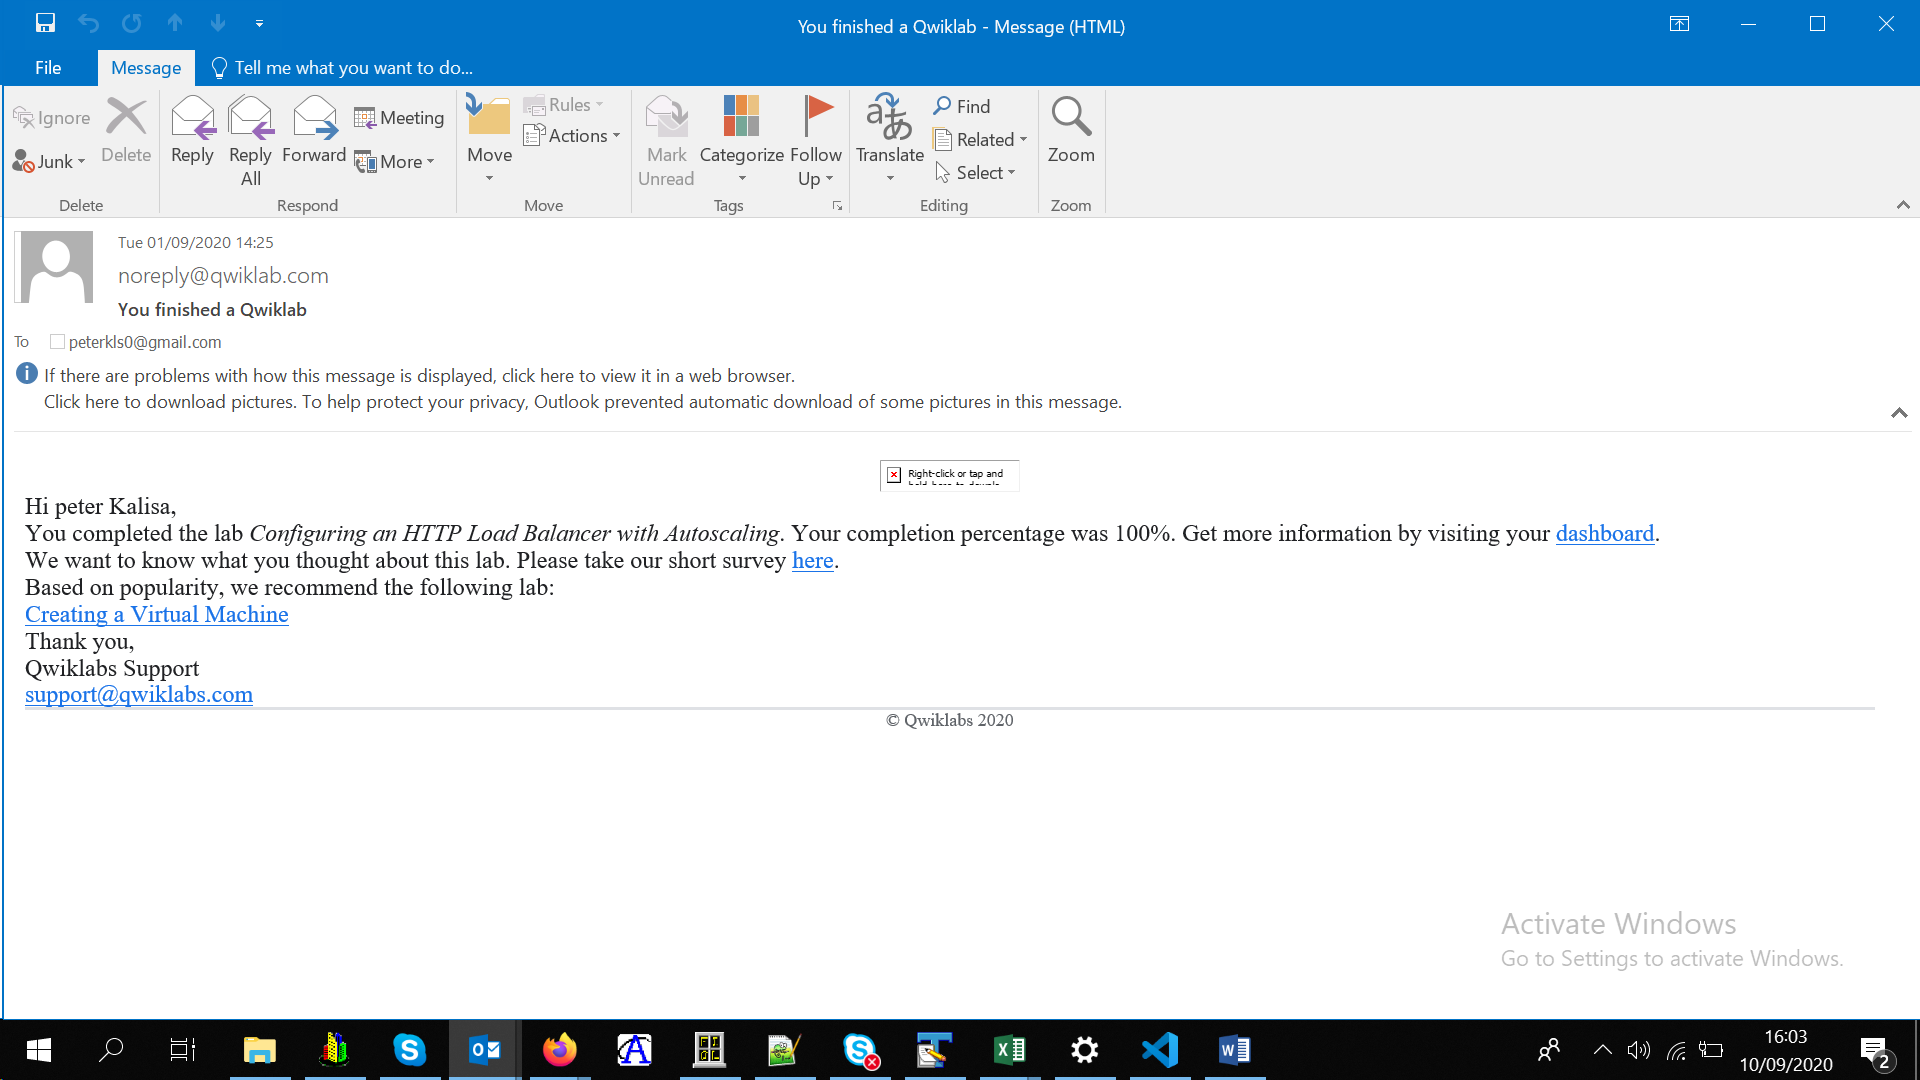 You finished a Qwiklab - Message (HTML)
File Message Tell me what you want to do...
Ignore
Junk
Delete
Delete
Reply
Reply All
Forward
Meeting
More
Respond
Move
Rules
Actions
Move
Mark Unread
Categorize
Follow Up
Tags
Translate
Find
Related
Select
Editing
Zoom
Zoom
Tue 01/09/2020 14:25
noreply@qwiklab.com
You finished a Qwiklab
To peterkls0@gmail.com
If there are problems with how this message is displayed, click here to view it in a web browser.
Click here to download pictures. To help protect your privacy, Outlook prevented automatic download of some pictures in this message.
Right-click or tap and
Hi peter Kalisa,
You completed the lab Configuring an HTTP Load Balancer with Autoscaling. Your completion percentage was 100%. Get more information by visiting your dashboard.
We want to know what you thought about this lab. Please take our short survey here.
Based on popularity, we recommend the following lab:
Creating a Virtual Machine
Thank you,
Qwiklabs Support
support@qwiklabs.com
© Qwiklabs 2020
Activate Windows
Go to Settings to activate Windows.
16:03
10/09/2020
2